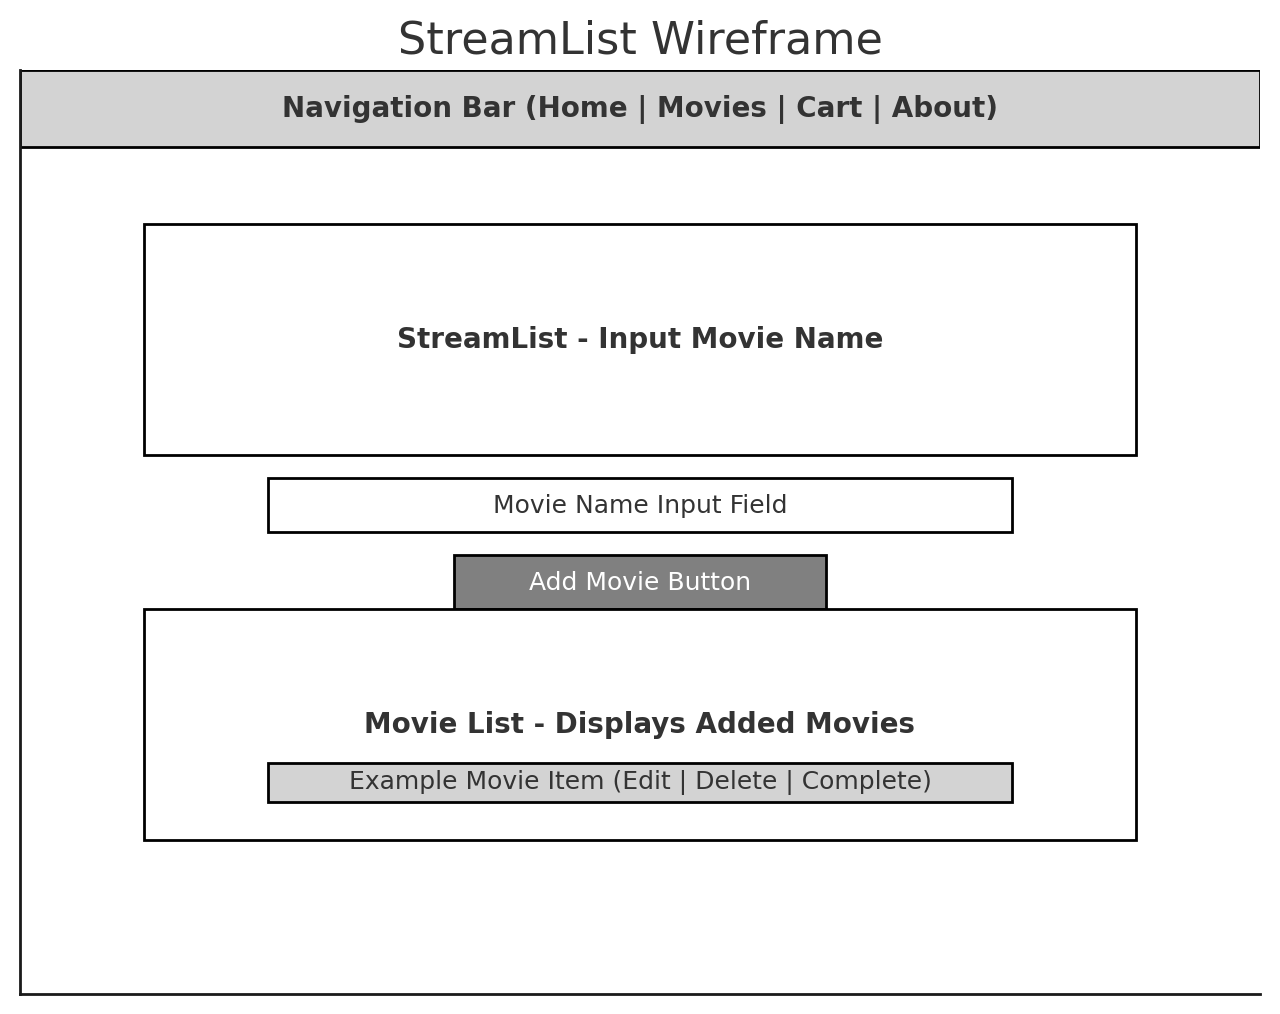 StreamList Wireframe
Navigation Bar (Home | Movies | Cart | About)
StreamList - Input Movie Name
Movie Name Input Field
Add Movie Button
Movie List - Displays Added Movies
Example Movie Item (Edit | Delete | Complete)